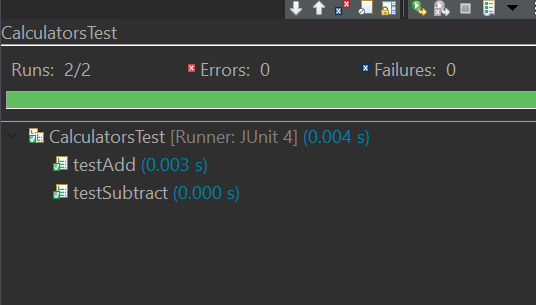 CalculatorsTest
Runs: 2/2 Errors: 0 Failures: 0
CalculatorsTest [Runner: JUnit 4] (0.004 s)
testAdd (0.003 s)
testSubtract (0.000 s)